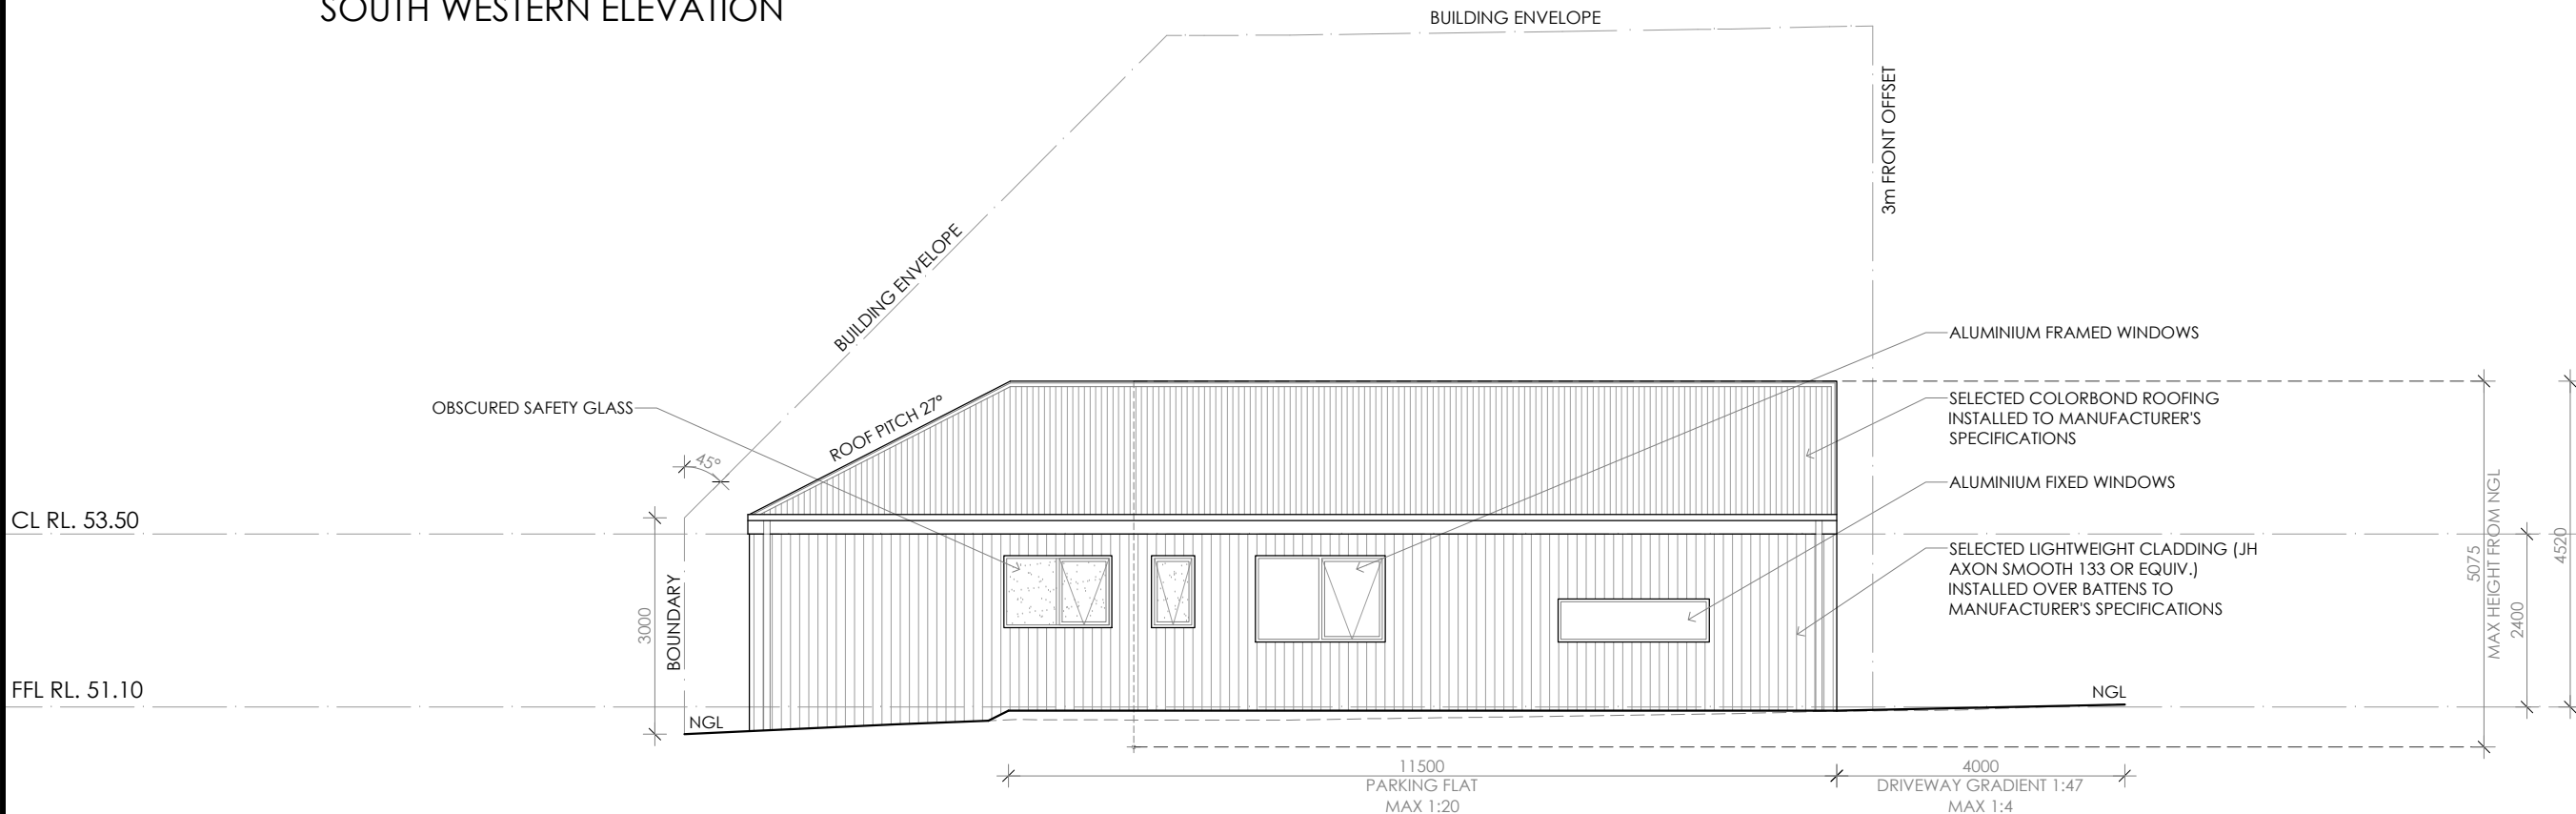 SOUTH WESTERN ELEVATION
BUILDING ENVELOPE
3m FRONT OFFSET
BUILDING ENVELOPE
ALUMINIUM FRAMED WINDOWS
OBSCURED SAFETY GLASS
ROOF PITCH 27°
SELECTED COLORBOND ROOFING
INSTALLED TO MANUFACTURER'S
SPECIFICATIONS
45°
ALUMINIUM FIXED WINDOWS
CL RL. 53.50
SELECTED LIGHTWEIGHT CLADDING (JH
AXON SMOOTH 133 OR EQUIV.)
INSTALLED OVER BATTENS TO
MANUFACTURER'S SPECIFICATIONS
5075
MAX HEIGHT FROM NGL
2400
4520
3000
BOUNDARY
FFL RL. 51.10
NGL
NGL
11500
PARKING FLAT
MAX 1:20
4000
DRIVEWAY GRADIENT 1:47
MAX 1:4